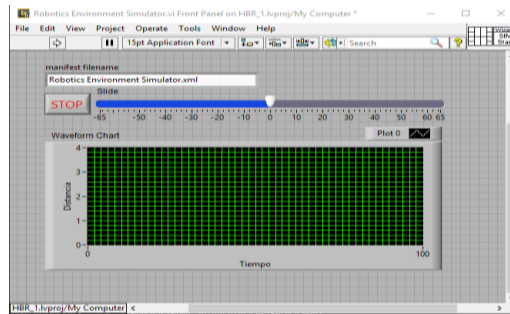 Robotics Environment Simulator.vi Front Panel on HBR_1.lvproj/My Computer *
File Edit View Project Operate Tools Window Help
15pt Application Font Search
manifest filename
Robotics Environment Simulator.xml
Slide
STOP
-65 -50 -40 -30 -20 -10 0 10 20 30 40 50 60 65
Waveform Chart
Plot 0
4
3
2
1
0
Distancia
0 100
Tiempo
HBR_1.lvproj/My Computer